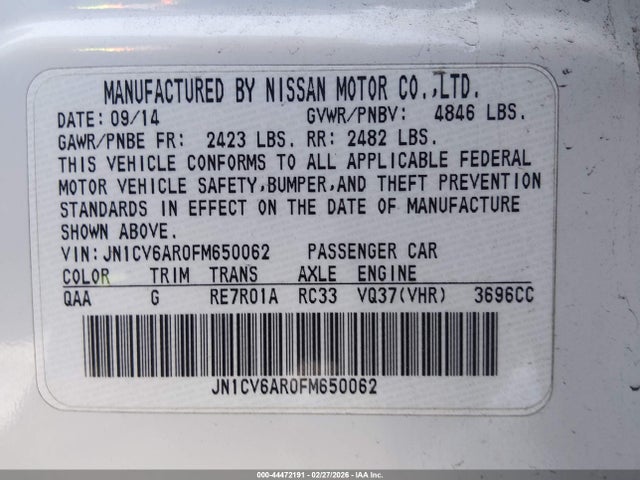 MANUFACTURED BY NISSAN MOTOR CO.,LTD.
DATE: 09/14 GVWR/PNBV: 4846 LBS.
GAWR/PNBE FR: 2423 LBS. RR: 2482 LBS.
THIS VEHICLE CONFORMS TO ALL APPLICABLE FEDERAL
MOTOR VEHICLE SAFETY,BUMPER,AND THEFT PREVENTION
STANDARDS IN EFFECT ON THE DATE OF MANUFACTURE
SHOWN ABOVE.
VIN:JN1CV6AR0FM650062 PASSENGER CAR
COLOR TRIM TRANS AXLE ENGINE
QAA G RE7R01A RC33 VQ37(VHR) 3696CC
JN1CV6AR0FM650062
000-44472191 - 02/27/2026 - IAAI, Inc.